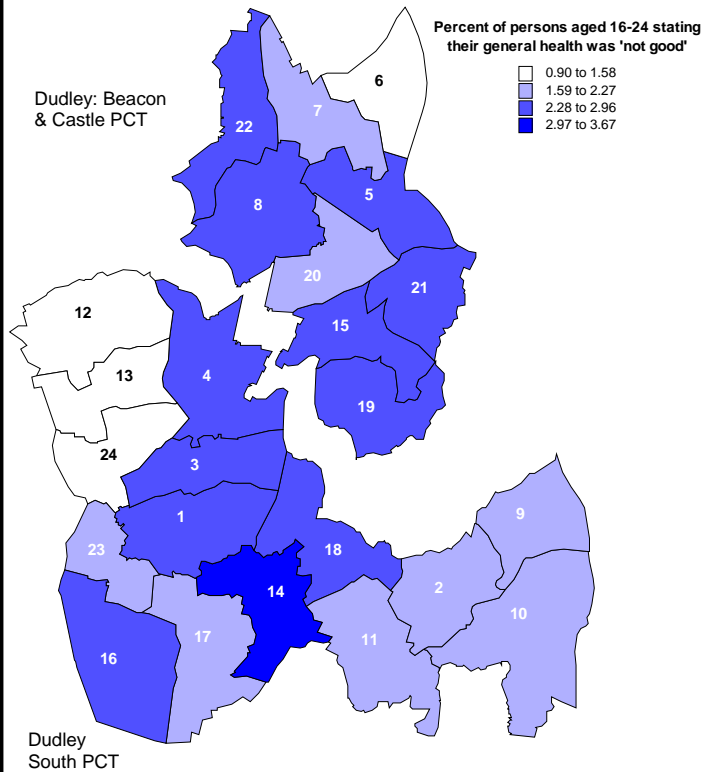 Percent of persons aged 16-24 stating
their general health was 'not good'
0.90 to 1.58
1.59 to 2.27
2.28 to 2.96
2.97 to 3.67
Dudley: Beacon
& Castle PCT
6
7
22
5
8
20
21
12
15
13
4
19
24
3
9
1
23
18
2
14
10
17
11
16
Dudley
South PCT